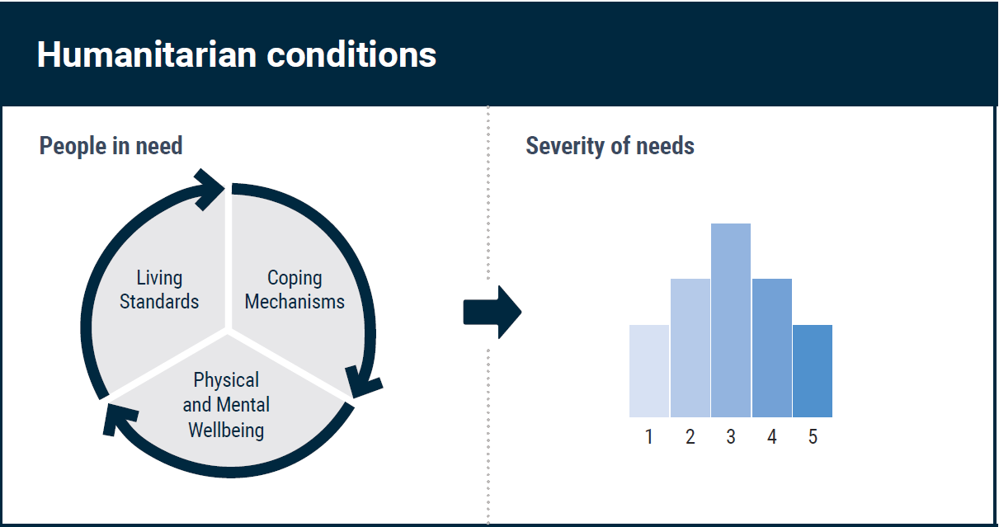 Humanitarian conditions
People in need
Living
Standards
Coping
Mechanisms
Physical
and Mental
Wellbeing
Severity of needs
1 2 3 4 5